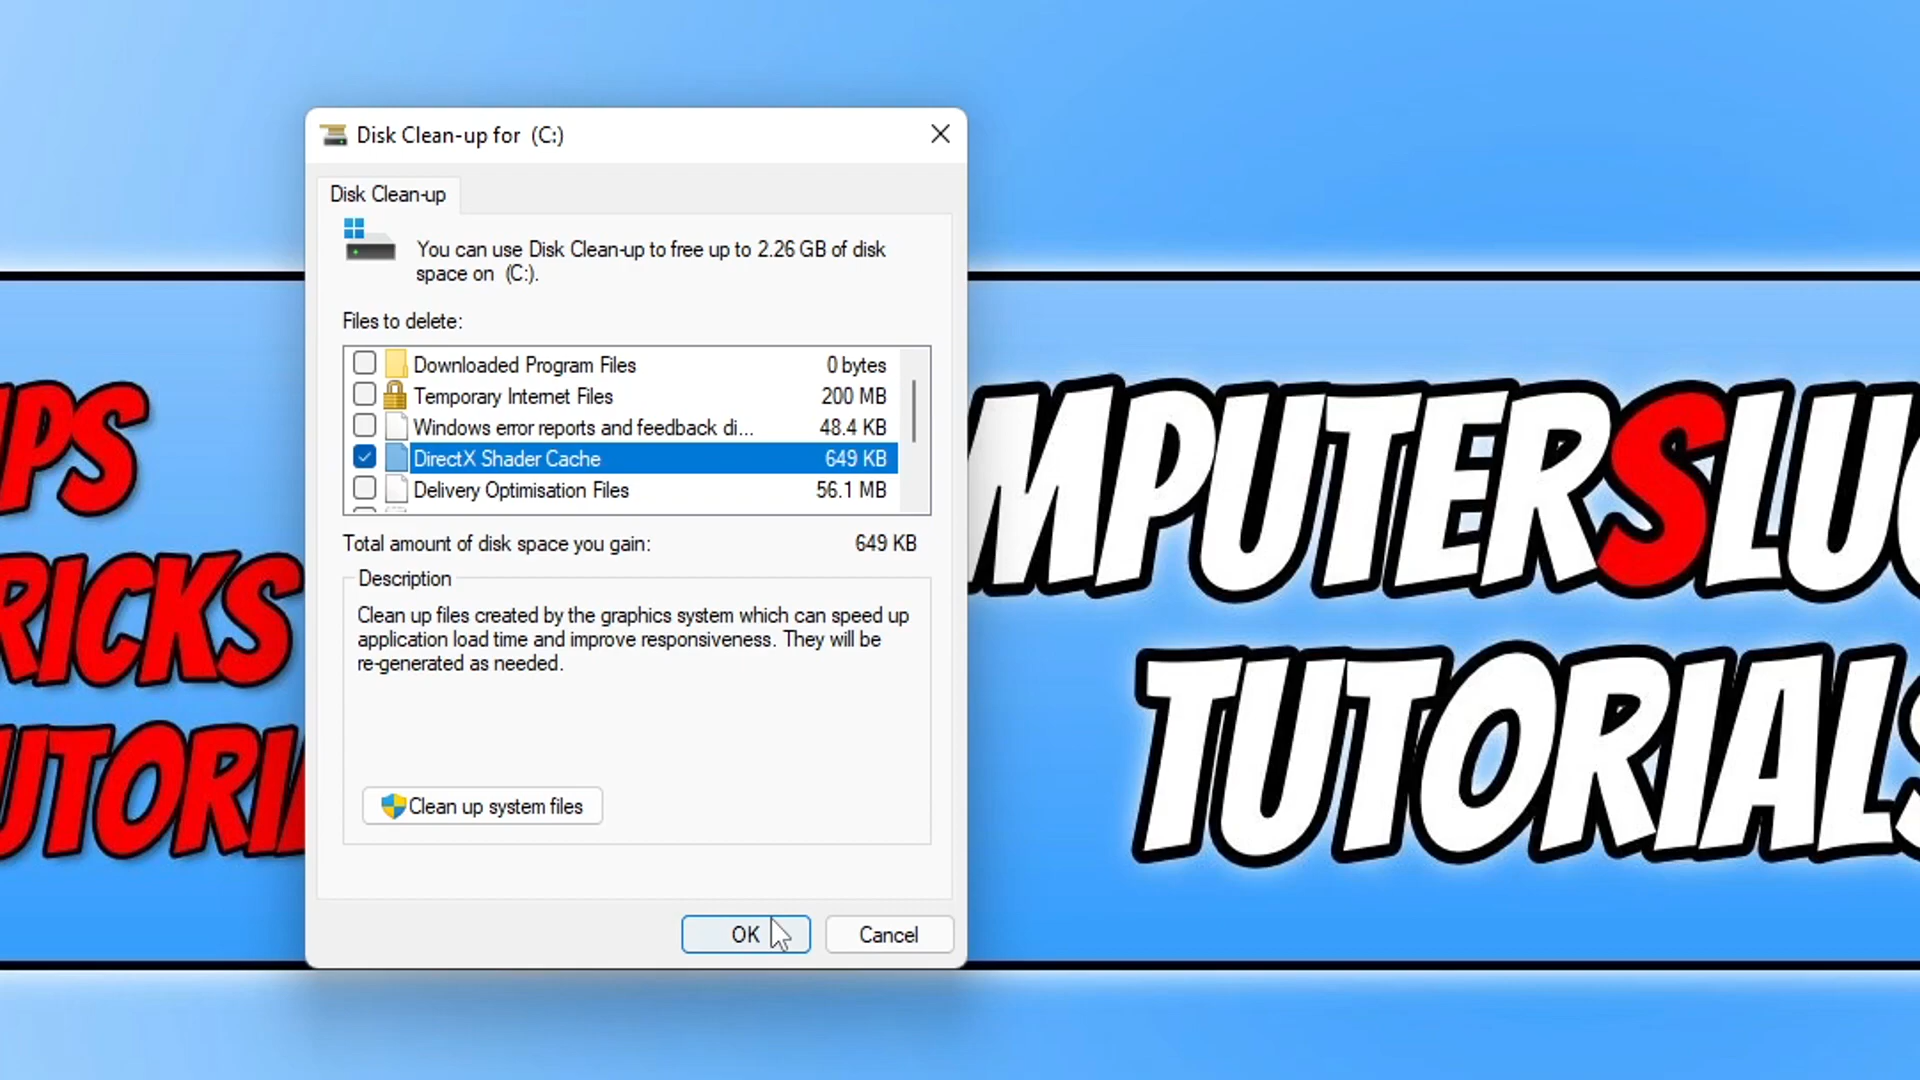 Disk Clean-up for (C:)
Disk Clean-up
You can use Disk Clean-up to free up to 2.26 GB of disk
space on (C:).
Files to delete:
Downloaded Program Files 0 bytes
Temporary Internet Files 200 MB
Windows error reports and feedback di... 48.4 KB
DirectX Shader Cache 649 KB
Delivery Optimisation Files 56.1 MB
Total amount of disk space you gain: 649 KB
Description
Clean up files created by the graphics system which can speed up
application load time and improve responsiveness. They will be
re-generated as needed.
Clean up system files
OK Cancel
IPS
RICKS
UTORIA
MPUTERSLU
TUTORIALS